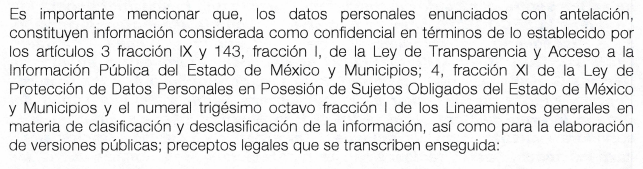 Es importante mencionar que, los datos personales enunciados con antelación,
constituyen información considerada como confidencial en términos de lo establecido por
los artículos 3 fracción IX y 143, fracción I, de la Ley de Transparencia y Acceso a la
Información Pública del Estado de México y Municipios; 4, fracción XI de la Ley de
Protección de Datos Personales en Posesión de Sujetos Obligados del Estado de México
y Municipios y el numeral trigésimo octavo fracción I de los Lineamientos generales en
materia de clasificación y desclasificación de la información, así como para la elaboración
de versiones públicas; preceptos legales que se transcriben enseguida: